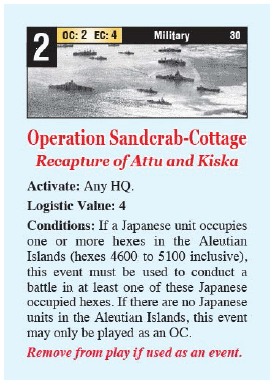 2 OC: 2 EC: 4 Military 30
Operation Sandcrab-Cottage
Recapture of Attu and Kiska
Activate: Any HQ.
Logistic Value: 4
Conditions: If a Japanese unit occupies
one or more hexes in the Aleutian
Islands (hexes 4600 to 5100 inclusive),
this event must be used to conduct a
battle in at least one of these Japanese
occupied hexes. If there are no Japanese
units in the Aleutian Islands, this event
may only be played as an OC.
Remove from play if used as an event.